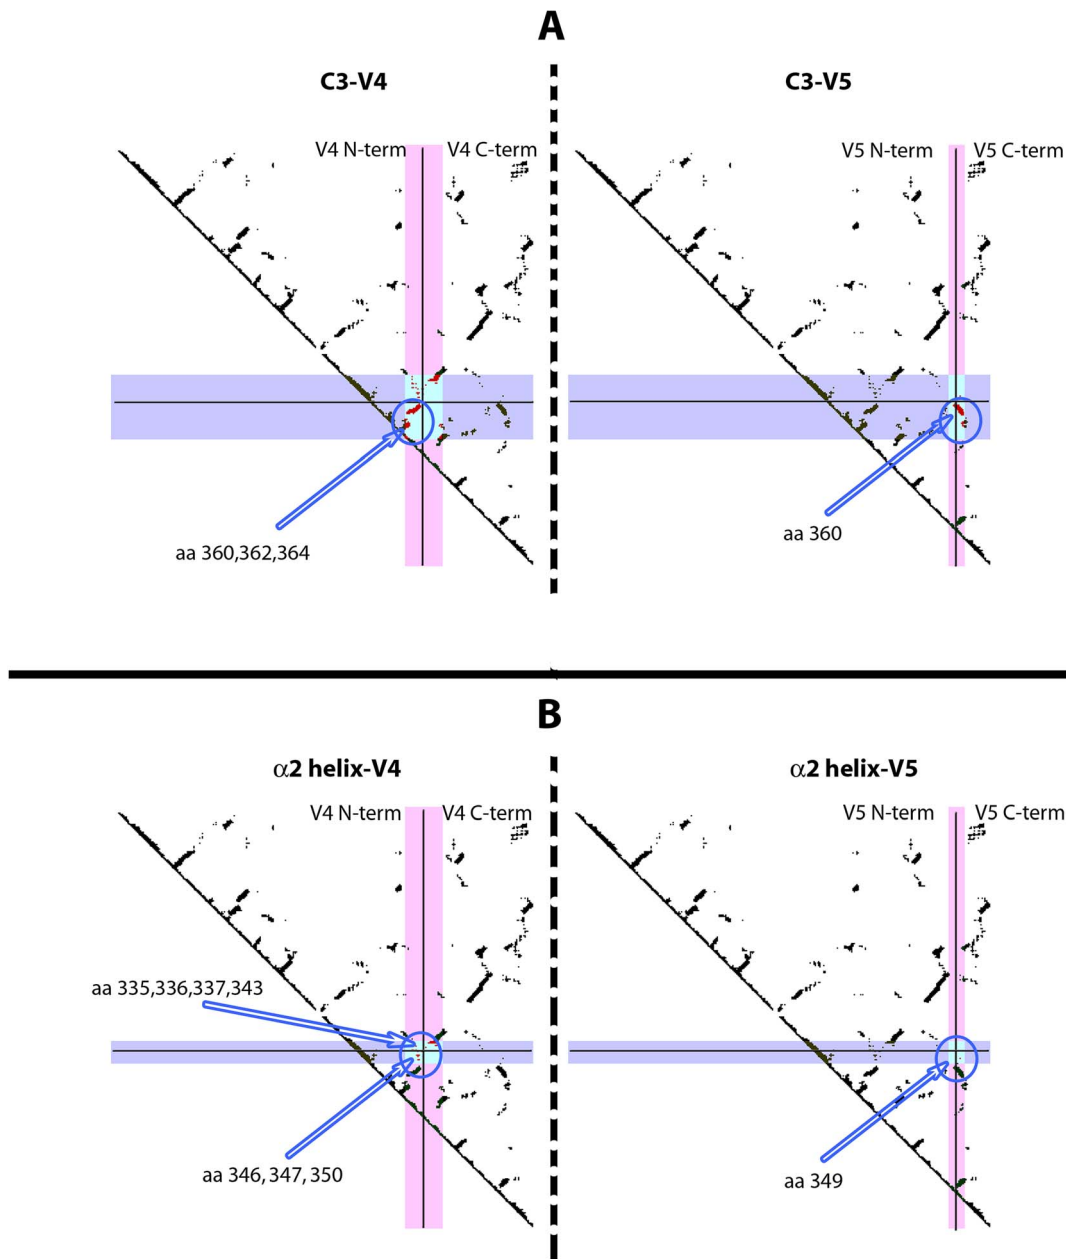 A
C3-V4
C3-V5
V4 N-term
V4 C-term
V5 N-term
V5 C-term
aa 360,362,364
aa 360
B
α2 helix-V4
α2 helix-V5
V4 N-term
V4 C-term
V5 N-term
V5 C-term
aa 335,336,337,343
aa 346,347,350
aa 349